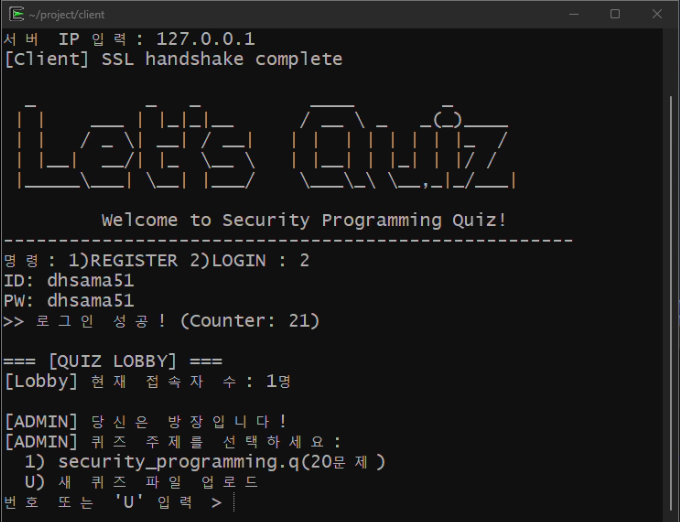 ~/project/client
서버 IP 입력 : 127.0.0.1
[Client] SSL handshake complete
Let's Quiz
Welcome to Security Programming Quiz!
----------------------------------------------------
명령 : 1)REGISTER 2)LOGIN : 2
ID: dhsama51
PW: dhsama51
>> 로그인 성공! (Counter: 21)
=== [QUIZ LOBBY] ===
[Lobby] 현재 접속자 수 : 1명
[ADMIN] 당신은 방장입니다!
[ADMIN] 퀴즈 주제를 선택하세요 :
1) security_programming.q(20문제)
U) 새 퀴즈 파일 업로드
번호 또는 'U' 입력 >